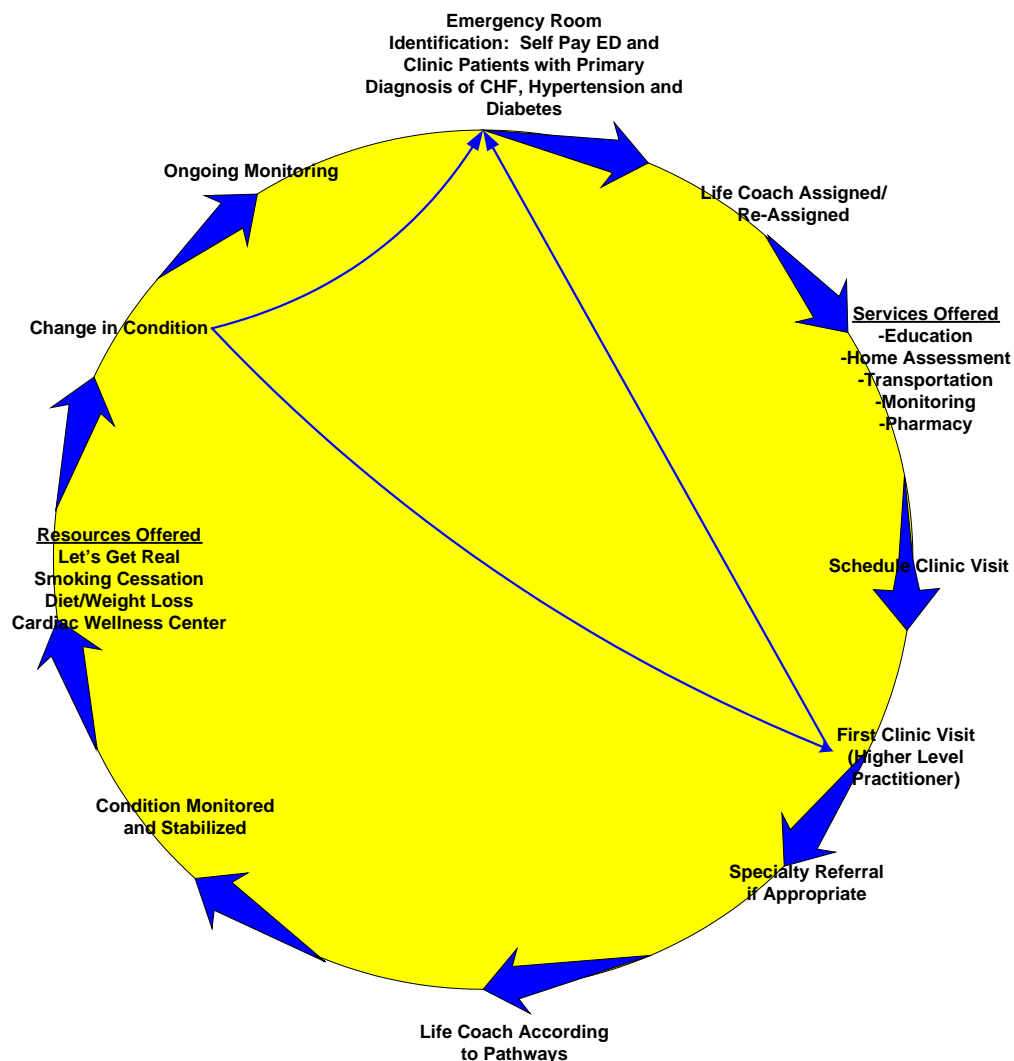 Emergency Room
Identification:  Self Pay ED and
Clinic Patients with Primary
Diagnosis of CHF, Hypertension and
Diabetes
Life Coach Assigned/
Re-Assigned
Services Offered
-Education
-Home Assessment
-Transportation
-Monitoring
-Pharmacy
Schedule Clinic Visit
First Clinic Visit
(Higher Level
Practitioner)
Specialty Referral
if Appropriate
Life Coach According
to Pathways
Condition Monitored
and Stabilized
Resources Offered
Let's Get Real
Smoking Cessation
Diet/Weight Loss
Cardiac Wellness Center
Change in Condition
Ongoing Monitoring